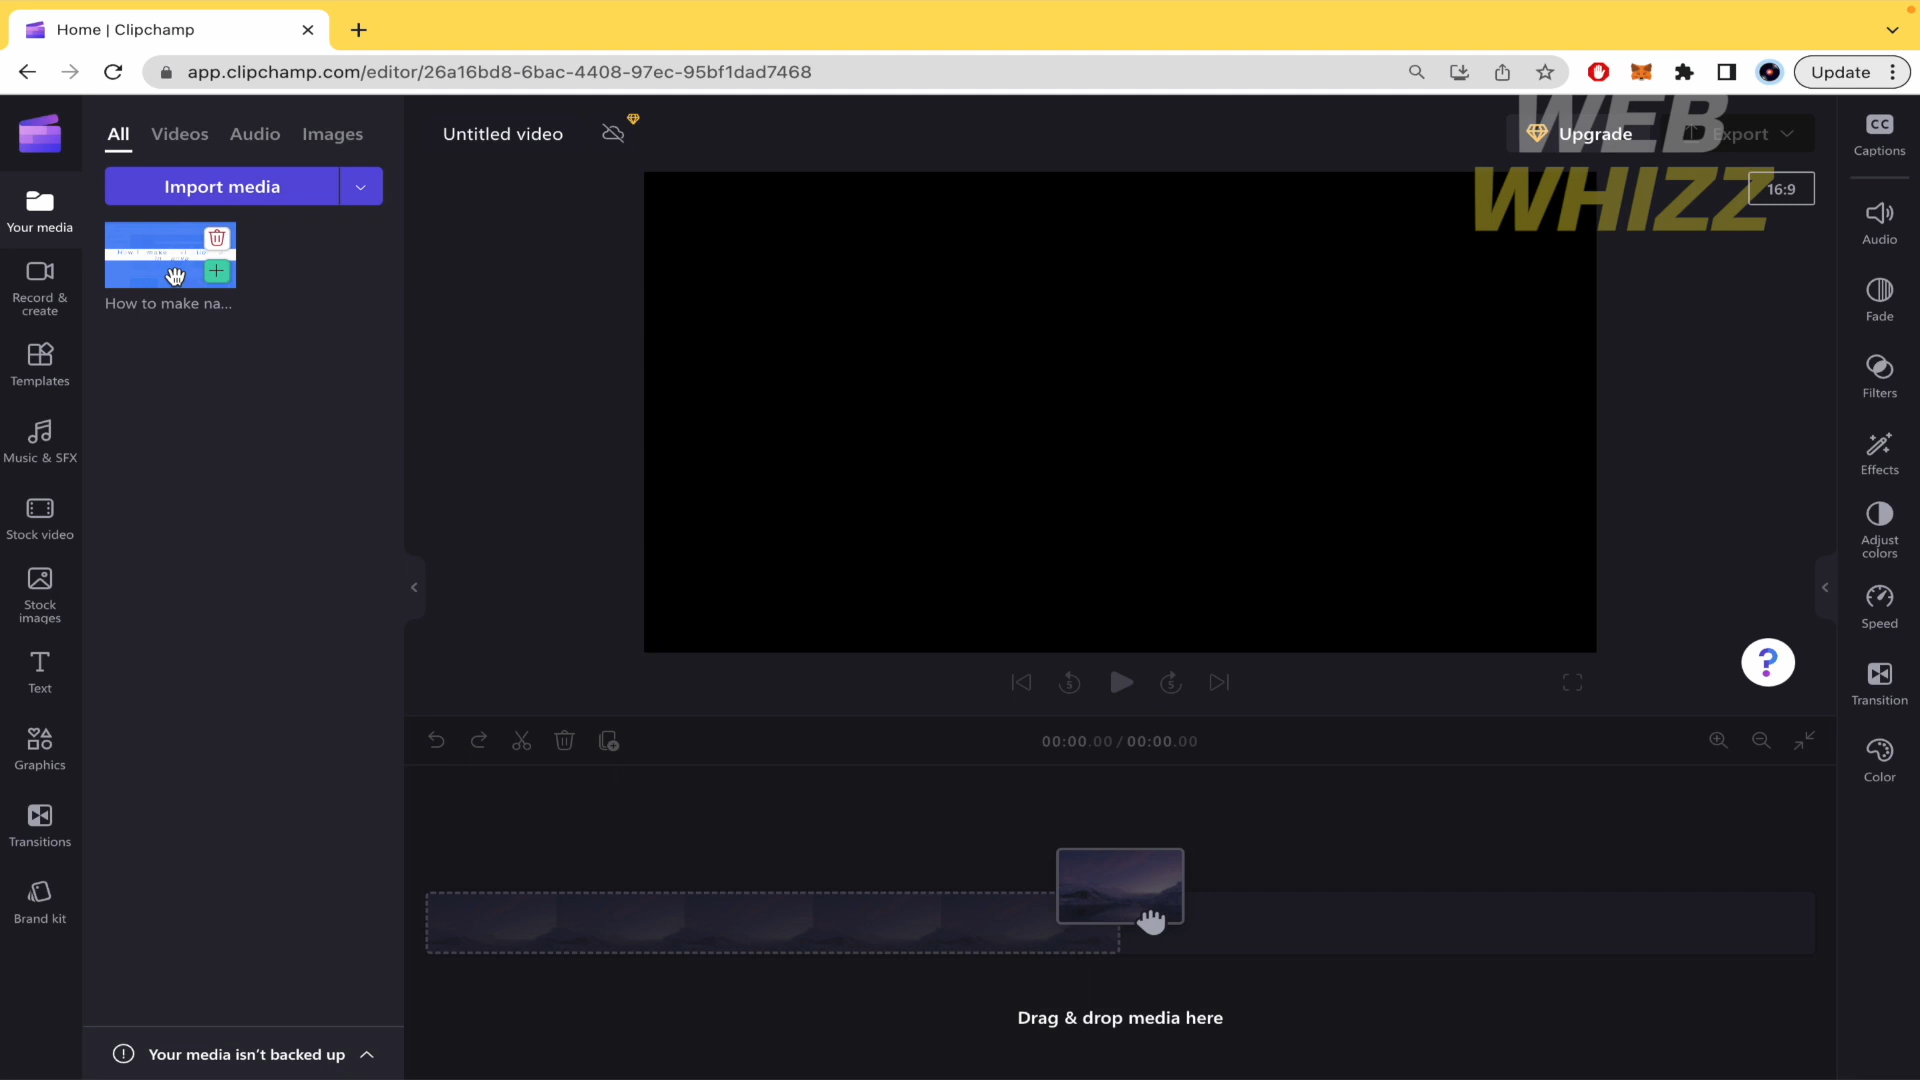 Home | Clipchamp
app.clipchamp.com/editor/26a16bd8-6bac-4408-97ec-95bf1dad7468
Update
All
Videos
Audio
Images
Untitled video
Upgrade
Export
WEB
WHIZZ
16:9
Import media
How to make na...
Your media
Record &
create
Templates
Music & SFX
Stock video
Stock
images
Text
Graphics
Transitions
Brand kit
CC
Captions
Audio
Fade
Filters
Effects
Adjust
colors
Speed
Transition
Color
?
5
5
00:00.00 / 00:00.00
Drag & drop media here
Your media isn't backed up